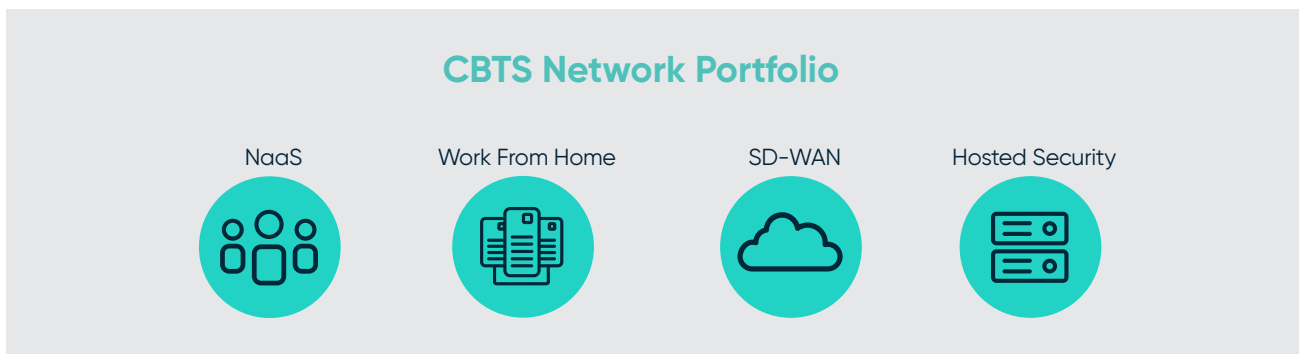 CBTS Network Portfolio
NaaS
Work From Home
SD-WAN
Hosted Security